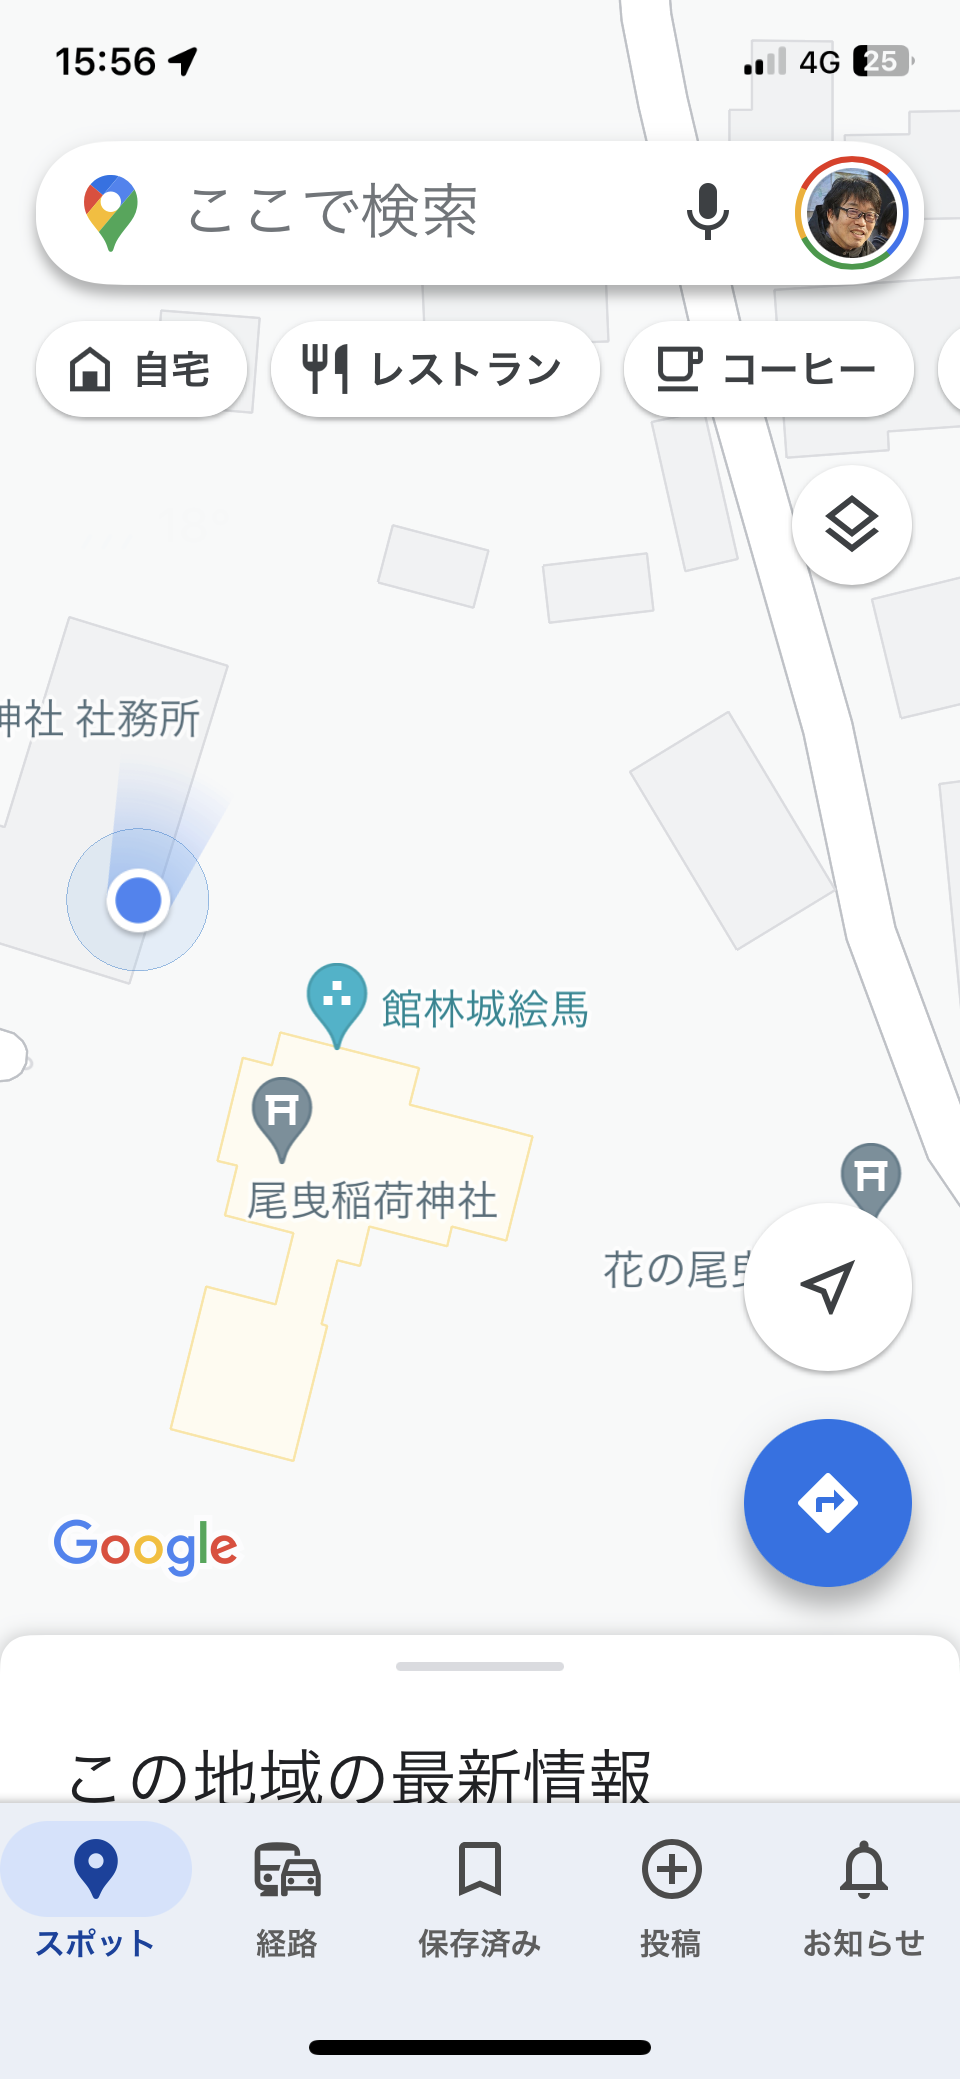 15:56
4G
25
ここで検索
自宅
レストラン
コーヒー
神社 社務所
館林城絵馬
尾曳稲荷神社
花の尾曳
Google
この地域の最新情報
スポット
経路
保存済み
投稿
お知らせ